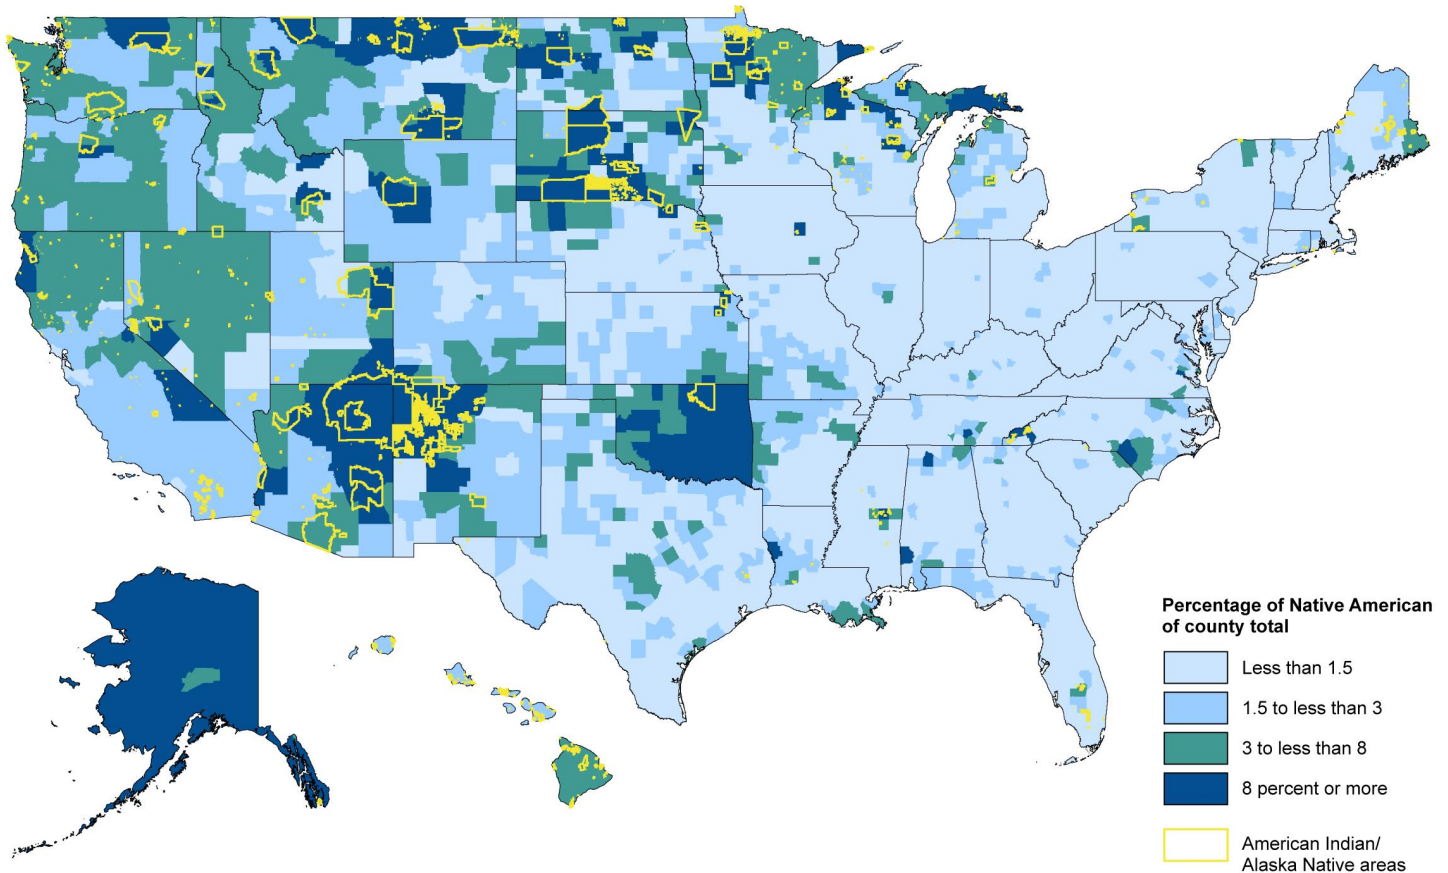 Percentage of Native American
of county total
Less than 1.5
1.5 to less than 3
3 to less than 8
8 percent or more
American Indian/
Alaska Native areas